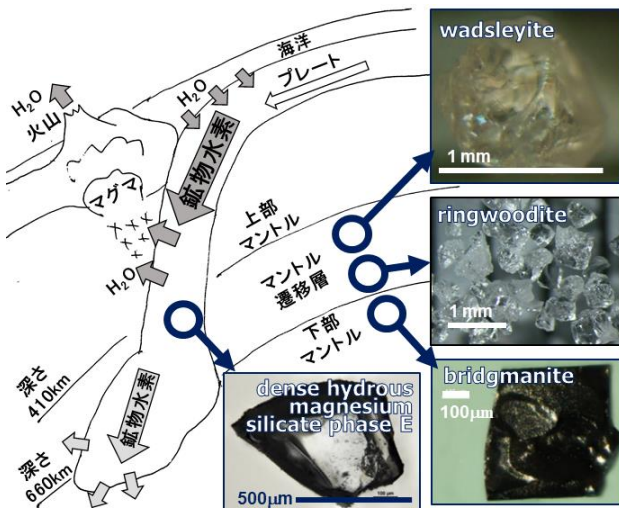 海洋
プレート
H₂O
H₂O
火山
鉱物水素
マグマ
H₂O
上部
マントル
マントル
遷移層
下部
マントル
深さ
410km
鉱物水素
深さ
660km
wadsleyite
1 mm
ringwoodite
1 mm
bridgmanite
100μm
dense hydrous
magnesium
silicate phase E
100 μm
500μm